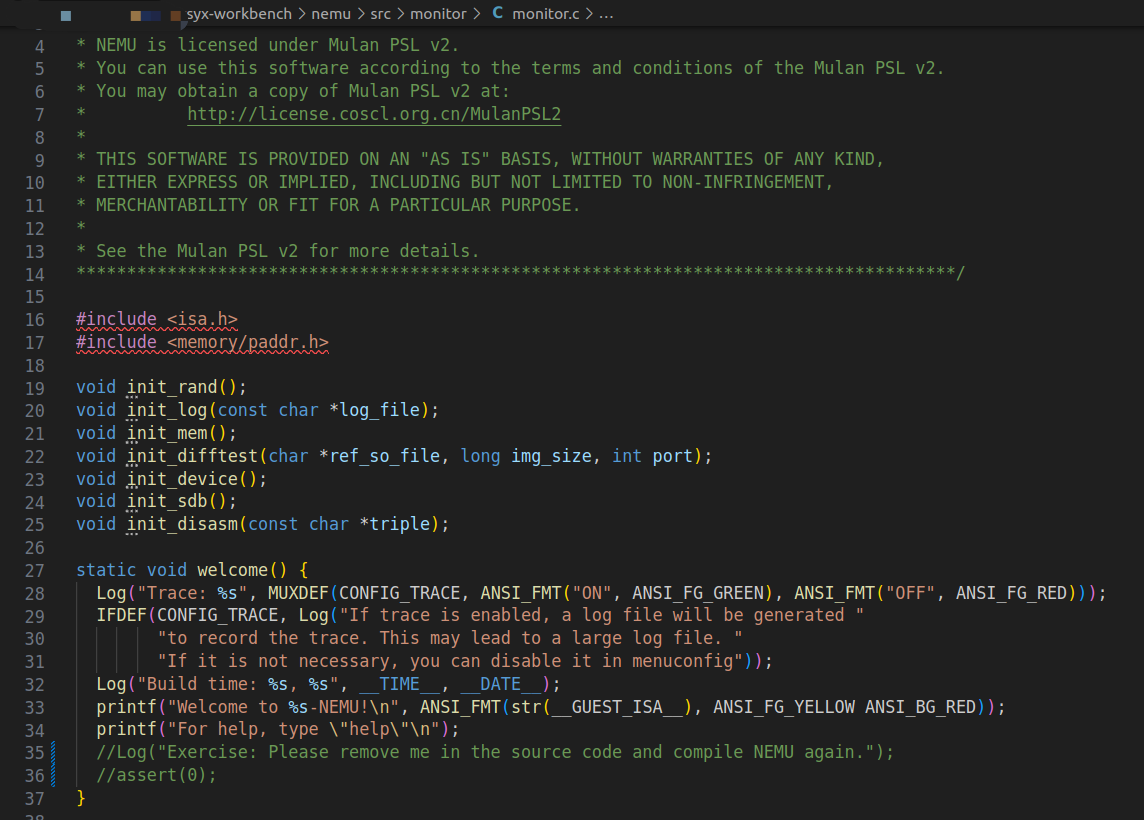 syx-workbench > nemu > src > monitor > C monitor.c > ...
4 * NEMU is licensed under Mulan PSL v2.
5 * You can use this software according to the terms and conditions of the Mulan PSL v2.
6 * You may obtain a copy of Mulan PSL v2 at:
7 *          http://license.coscl.org.cn/MulanPSL2
8 *
9 * THIS SOFTWARE IS PROVIDED ON AN "AS IS" BASIS, WITHOUT WARRANTIES OF ANY KIND,
10 * EITHER EXPRESS OR IMPLIED, INCLUDING BUT NOT LIMITED TO NON-INFRINGEMENT,
11 * MERCHANTABILITY OR FIT FOR A PARTICULAR PURPOSE.
12 *
13 * See the Mulan PSL v2 for more details.
14 ***************************************************************************************/
15
16 #include <isa.h>
17 #include <memory/paddr.h>
18
19 void init_rand();
20 void init_log(const char *log_file);
21 void init_mem();
22 void init_difftest(char *ref_so_file, long img_size, int port);
23 void init_device();
24 void init_sdb();
25 void init_disasm(const char *triple);
26
27 static void welcome() {
28   Log("Trace: %s", MUXDEF(CONFIG_TRACE, ANSI_FMT("ON", ANSI_FG_GREEN), ANSI_FMT("OFF", ANSI_FG_RED)));
29   IFDEF(CONFIG_TRACE, Log("If trace is enabled, a log file will be generated "
30         "to record the trace. This may lead to a large log file. "
31         "If it is not necessary, you can disable it in menuconfig"));
32   Log("Build time: %s, %s", __TIME__, __DATE__);
33   printf("Welcome to %s-NEMU!\n", ANSI_FMT(str(__GUEST_ISA__), ANSI_FG_YELLOW ANSI_BG_RED));
34   printf("For help, type \"help\"\n");
35   //Log("Exercise: Please remove me in the source code and compile NEMU again.");
36   //assert(0);
37 }